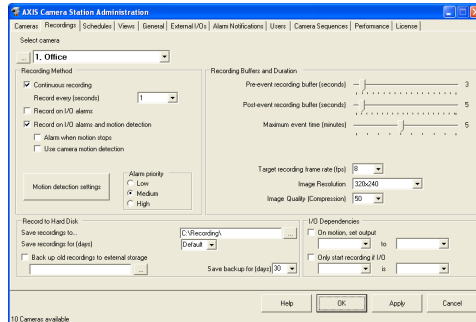 AXIS Camera Station Administration
Cameras Recordings Schedules Views General External I/Os Alarm Notifications Users Camera Sequences Performance License
Select camera
... 1. Office
Recording Method
Continuous recording
Record every (seconds) 1
Record on I/O alarms
Record on I/O alarms and motion detection
Alarm when motion stops
Use camera motion detection
Motion detection settings
Alarm priority
Low
Medium
High
Recording Buffers and Duration
Pre-event recording buffer (seconds) 3
Post-event recording buffer (seconds) 5
Maximum event time (minutes) 5
Target recording frame rate (fps) 8
Image Resolution 320x240
Image Quality (Compression) 50
Record to Hard Disk
Save recordings to... C:\Recording\ ...
Save recordings for (days) Default
Back up old recordings to external storage
... Save backup for (days) 30
I/O Dependencies
On motion, set output
to
Only start recording if I/O
is
Help OK Apply Cancel
10 Cameras available